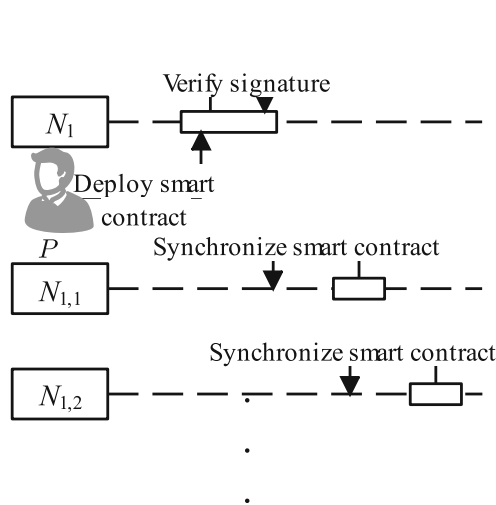 Verify signature
N1
Deploy smart
contract
P
Synchronize smart contract
N1,1
Synchronize smart contract
N1,2